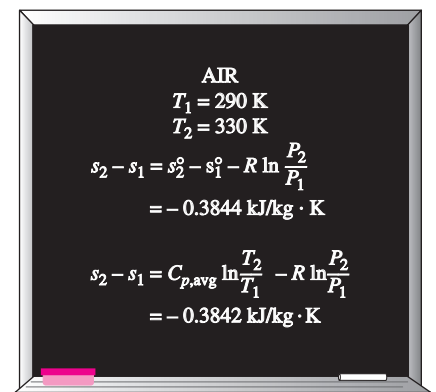 AIR
T₁ = 290 K
T₂ = 330 K
s₂ – s₁ = s₂° – s₁° – R ln P₂/P₁
= – 0.3844 kJ/kg · K
s₂ – s₁ = Cp,avg ln T₂/T₁ – R ln P₂/P₁
= – 0.3842 kJ/kg · K